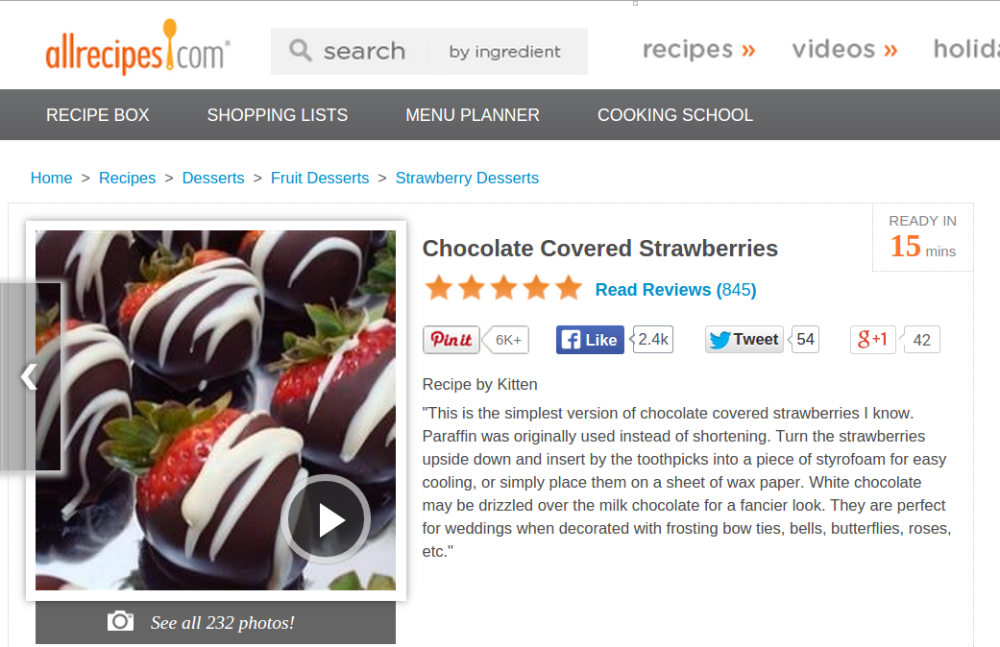 allrecipes.com®
search by ingredient
recipes » videos »
RECIPE BOX SHOPPING LISTS MENU PLANNER COOKING SCHOOL
Home > Recipes > Desserts > Fruit Desserts > Strawberry Desserts
READY IN
15 mins
Chocolate Covered Strawberries
Read Reviews (845)
Pin it 6K+ Like 2.4k Tweet 54 g+1 42
Recipe by Kitten
"This is the simplest version of chocolate covered strawberries I know.
Paraffin was originally used instead of shortening. Turn the strawberries
upside down and insert by the toothpicks into a piece of styrofoam for easy
cooling, or simply place them on a sheet of wax paper. White chocolate
may be drizzled over the milk chocolate for a fancier look. They are perfect
for weddings when decorated with frosting bow ties, bells, butterflies, roses,
etc."
See all 232 photos!